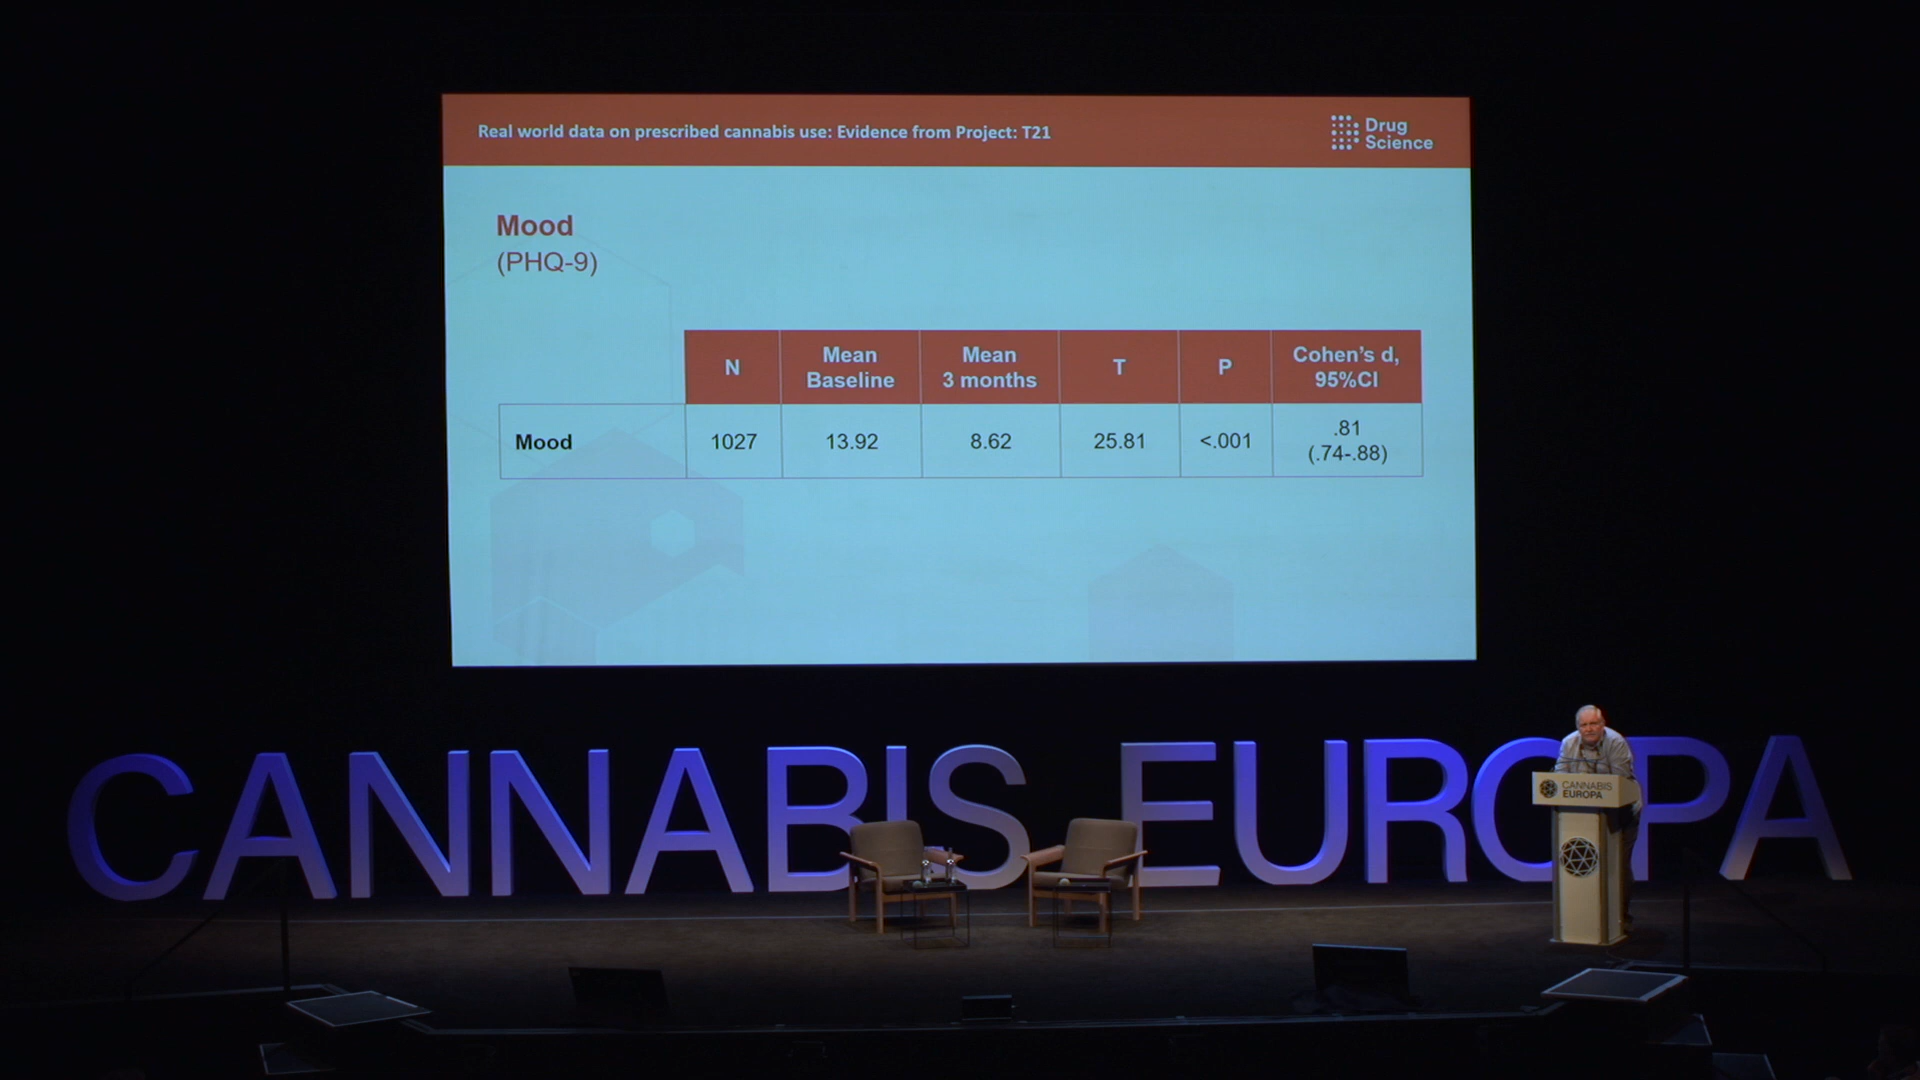 Real world data on prescribed cannabis use: Evidence from Project: T21
Drug
Science
Mood
(PHQ-9)
N
Mean
Baseline
Mean
3 months
T
P
Cohen's d,
95%CI
Mood
1027
13.92
8.62
25.81
<.001
.81
(.74-.88)
CANNABIS EUROPA
CANNABIS
EUROPA